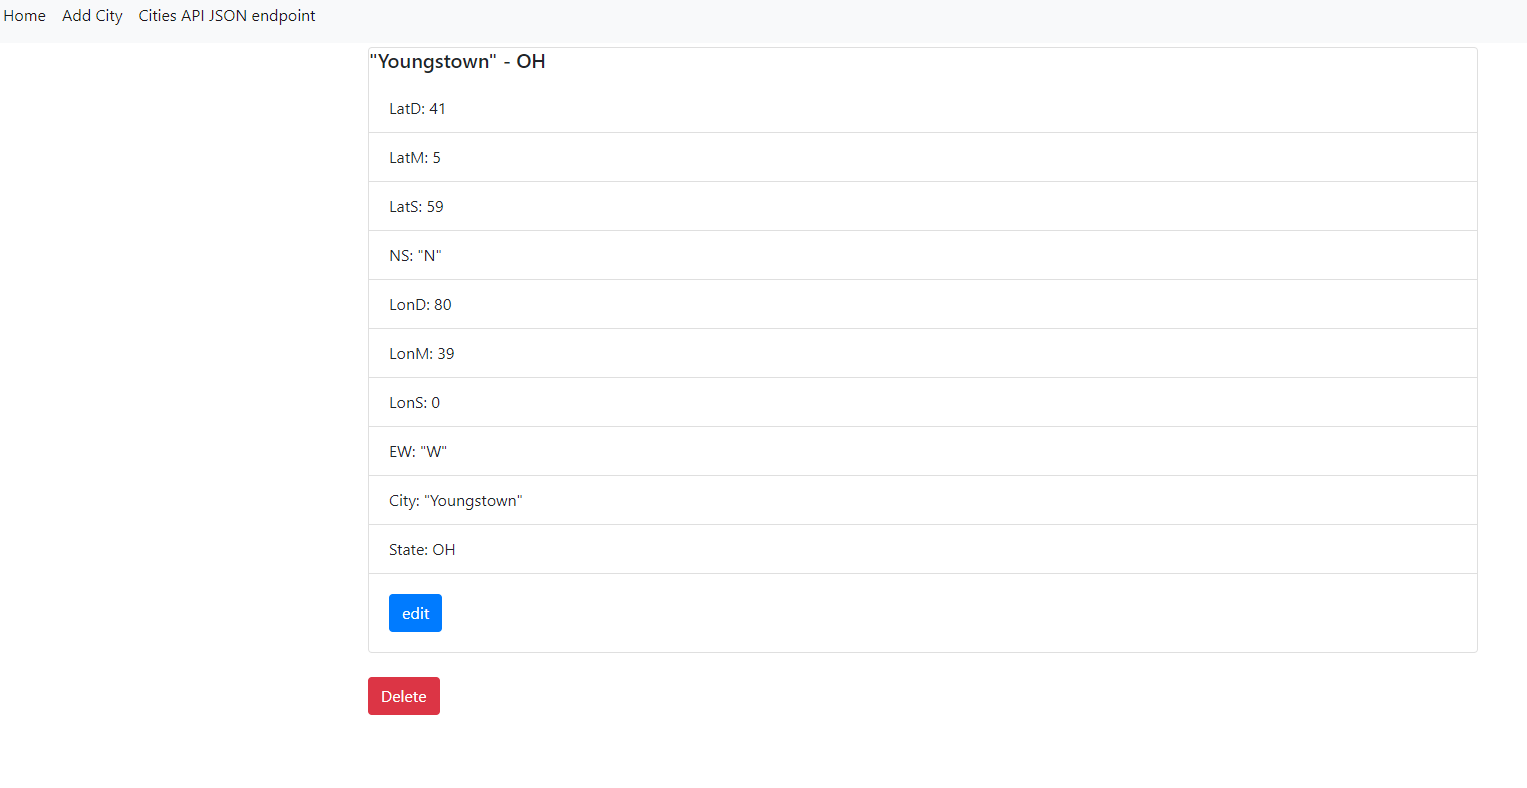 Home Add City Cities API JSON endpoint
"Youngstown" - OH
LatD: 41
LatM: 5
LatS: 59
NS: "N"
LonD: 80
LonM: 39
LonS: 0
EW: "W"
City: "Youngstown"
State: OH
edit
Delete